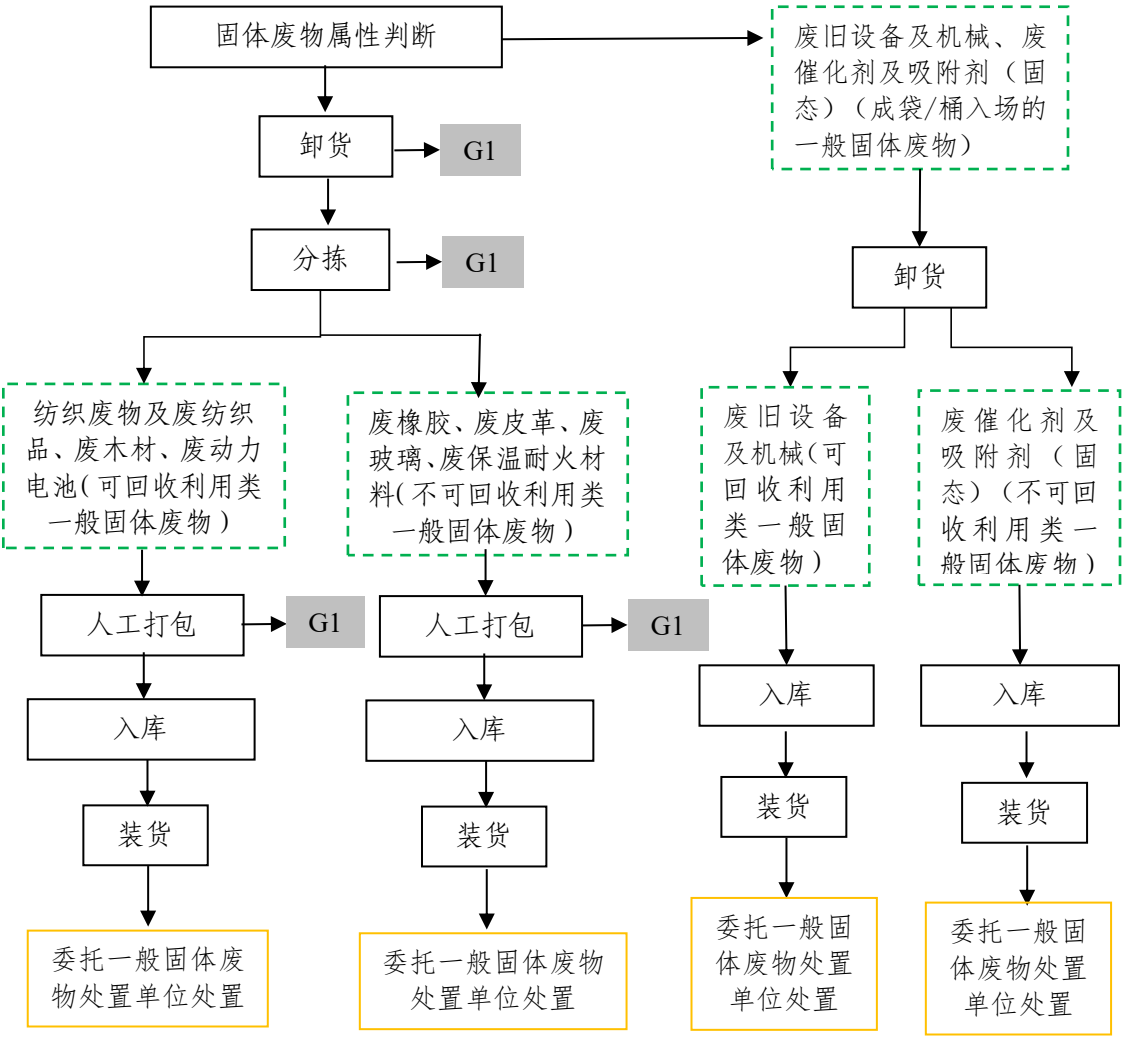 固体废物属性判断
废旧设备及机械、废
催化剂及吸附剂（固
态）（成袋/桶入场的
一般固体废物）
卸货
G1
分拣
G1
卸货
纺织废物及废纺织
品、废木材、废动力
电池(可回收利用类
一般固体废物)
废橡胶、废皮革、废
玻璃、废保温耐火材
料(不可回收利用类
一般固体废物)
废旧设备
及机械(可
回收利用
类一般固
体废物)
废催化剂及
吸附剂（固
态）(不可回
收利用类一
般固体废物)
人工打包
G1
人工打包
G1
入库
入库
入库
入库
装货
装货
装货
装货
委托一般固体废
物处置单位处置
委托一般固体废物
处置单位处置
委托一般固
体废物处置
单位处置
委托一般固
体废物处置
单位处置